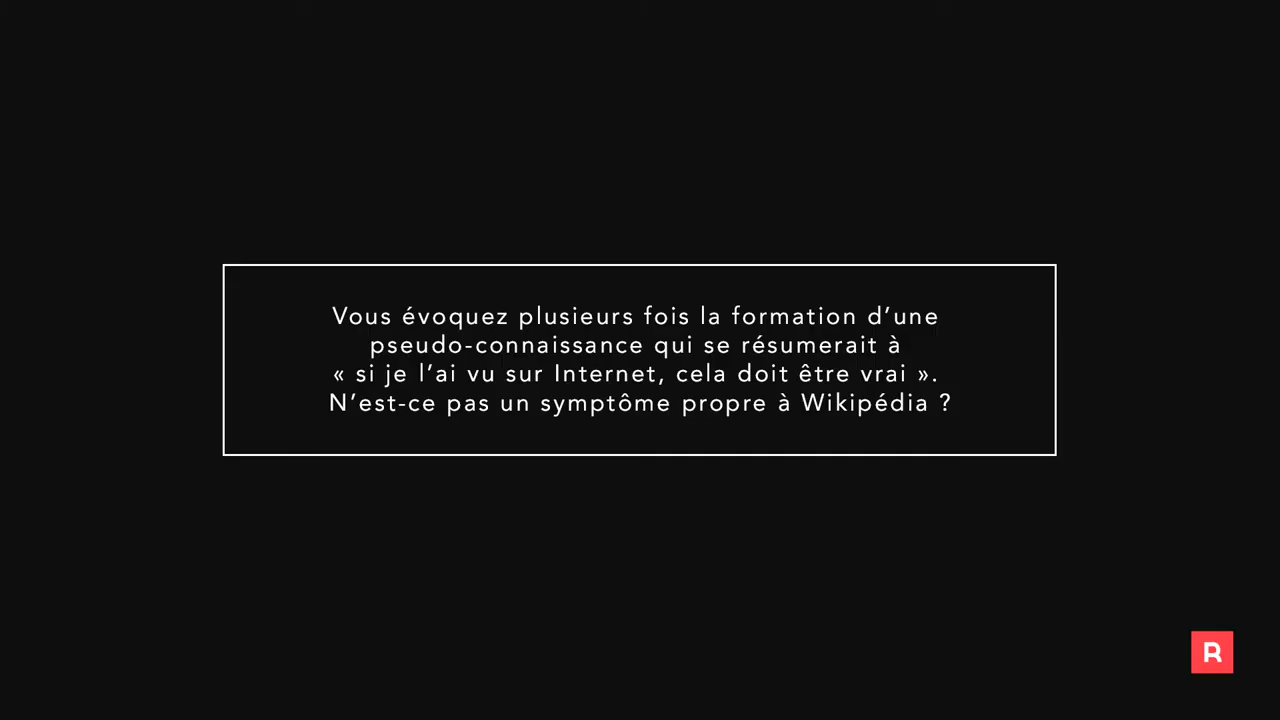 Vous évoquez plusieurs fois la formation d’une
pseudo-connaissance qui se résumerait à
« si je l’ai vu sur Internet, cela doit être vrai ».
N’est-ce pas un symptôme propre à Wikipédia ?
R